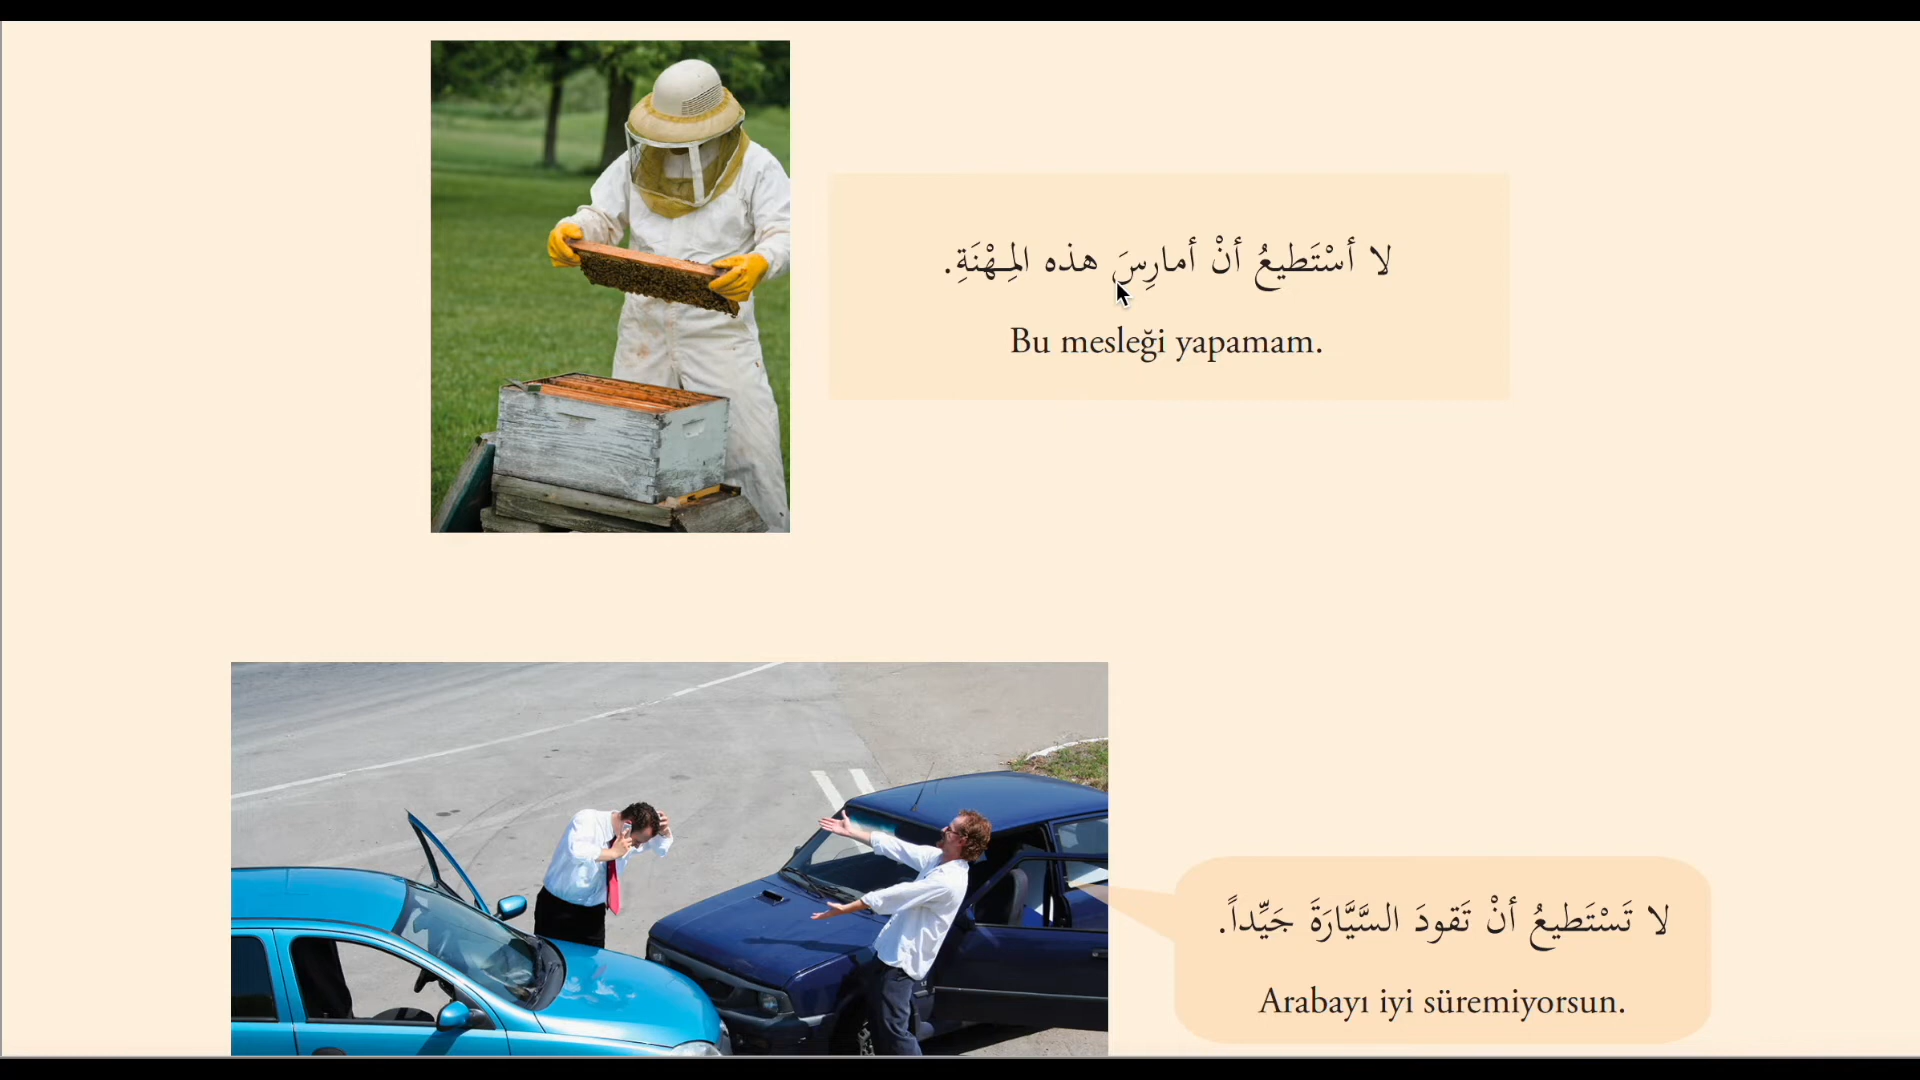 لا أسْتَطيعُ أنْ أمارِسَ هذه المِـهْنَةِ.
Bu mesleği yapamam.
لا تَسْتَطيعُ أنْ تَقودَ السَّيَّارَةَ جَيِّداً.
Arabayı iyi süremiyorsun.